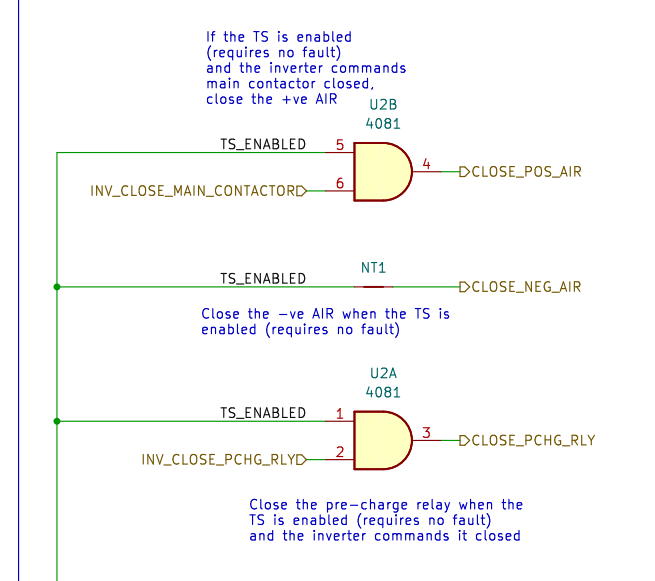 If the TS is enabled
(requires no fault)
and the inverter commands
main contactor closed,
close the +ve AIR
U2B
4081
TS_ENABLED
5
4
CLOSE_POS_AIR
INV_CLOSE_MAIN_CONTACTOR
6
NT1
TS_ENABLED
CLOSE_NEG_AIR
Close the -ve AIR when the TS is
enabled (requires no fault)
U2A
4081
TS_ENABLED
1
3
CLOSE_PCHG_RLY
INV_CLOSE_PCHG_RLY
2
Close the pre-charge relay when the
TS is enabled (requires no fault)
and the inverter commands it closed